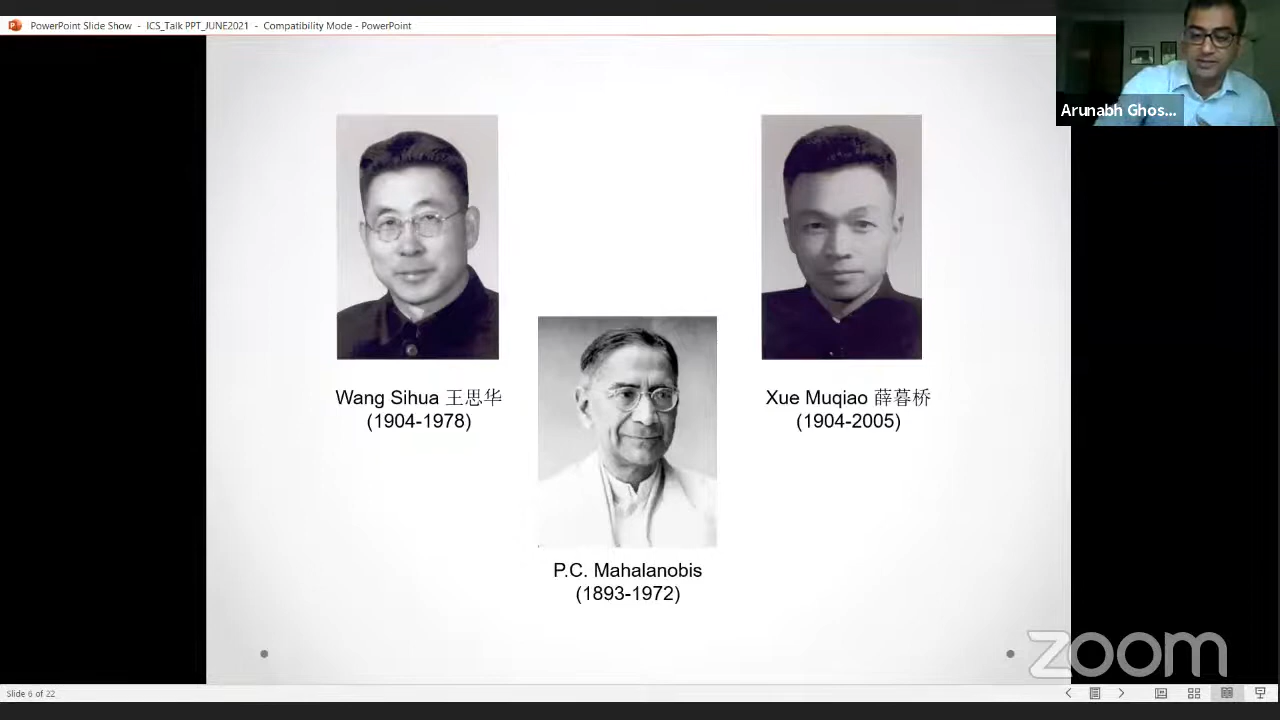 PowerPoint Slide Show - ICS_Talk PPT_JUNE2021 - Compatibility Mode - PowerPoint
Arunabh Ghos...
Wang Sihua 王思华
(1904-1978)
Xue Muqiao 薛暮桥
(1904-2005)
P.C. Mahalanobis
(1893-1972)
zoom
Slide 6 of 22